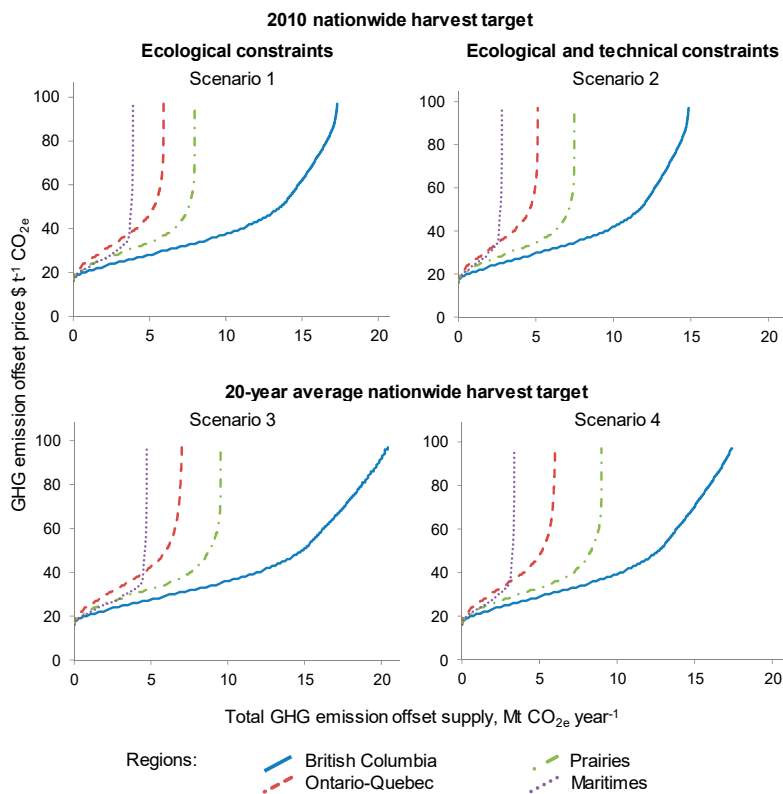 2010 nationwide harvest target
Ecological constraints
Ecological and technical constraints
Scenario 1
Scenario 2
100
80
60
40
20
0
0 5 10 15 20
100
80
60
40
20
0
0 5 10 15 20
GHG emission offset price $ t-1 CO2e
20-year average nationwide harvest target
Scenario 3
Scenario 4
100
80
60
40
20
0
0 5 10 15 20
100
80
60
40
20
0
0 5 10 15 20
Total GHG emission offset supply, Mt CO2e year-1
Regions:
British Columbia
Prairies
Ontario-Quebec
Maritimes